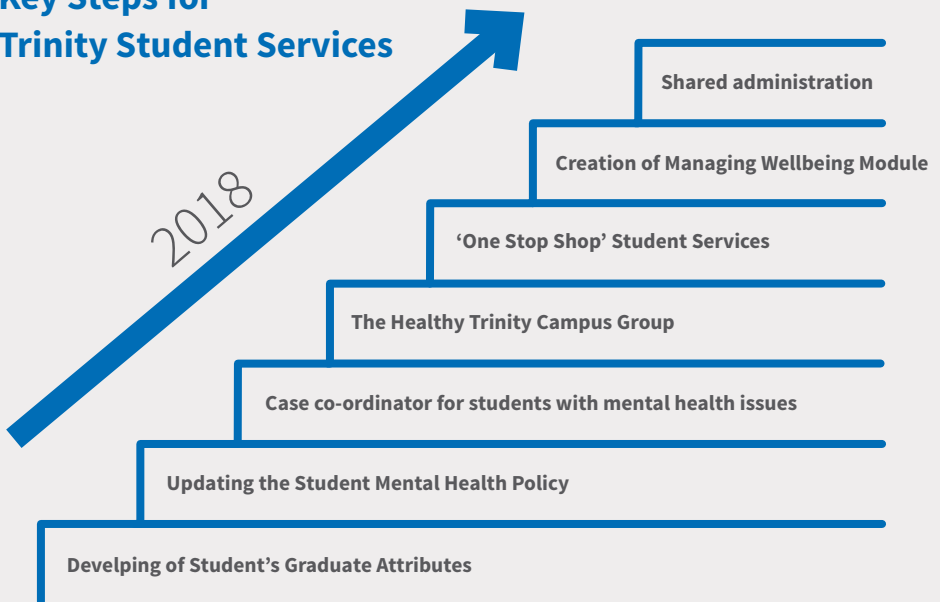 Key Steps for
Trinity Student Services
2018
Shared administration
Creation of Managing Wellbeing Module
‘One Stop Shop’ Student Services
The Healthy Trinity Campus Group
Case co-ordinator for students with mental health issues
Updating the Student Mental Health Policy
Develping of Student’s Graduate Attributes